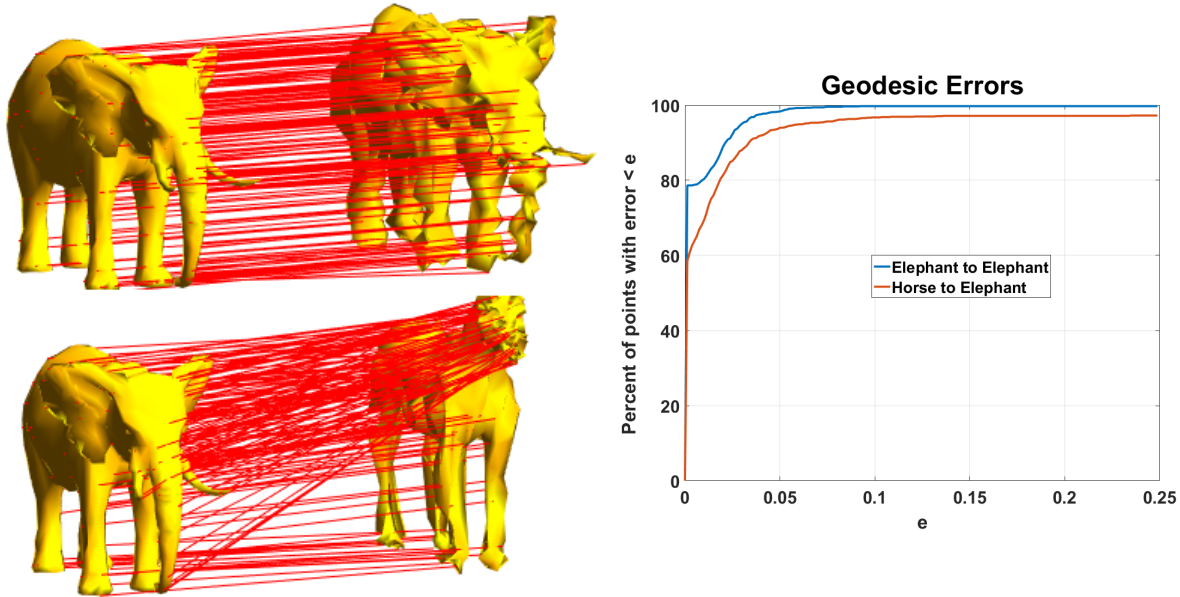 Geodesic Errors
100
80
60
40
20
0
Percent of points with error < e
Elephant to Elephant
Horse to Elephant
0 0.05 0.1 0.15 0.2 0.25
e